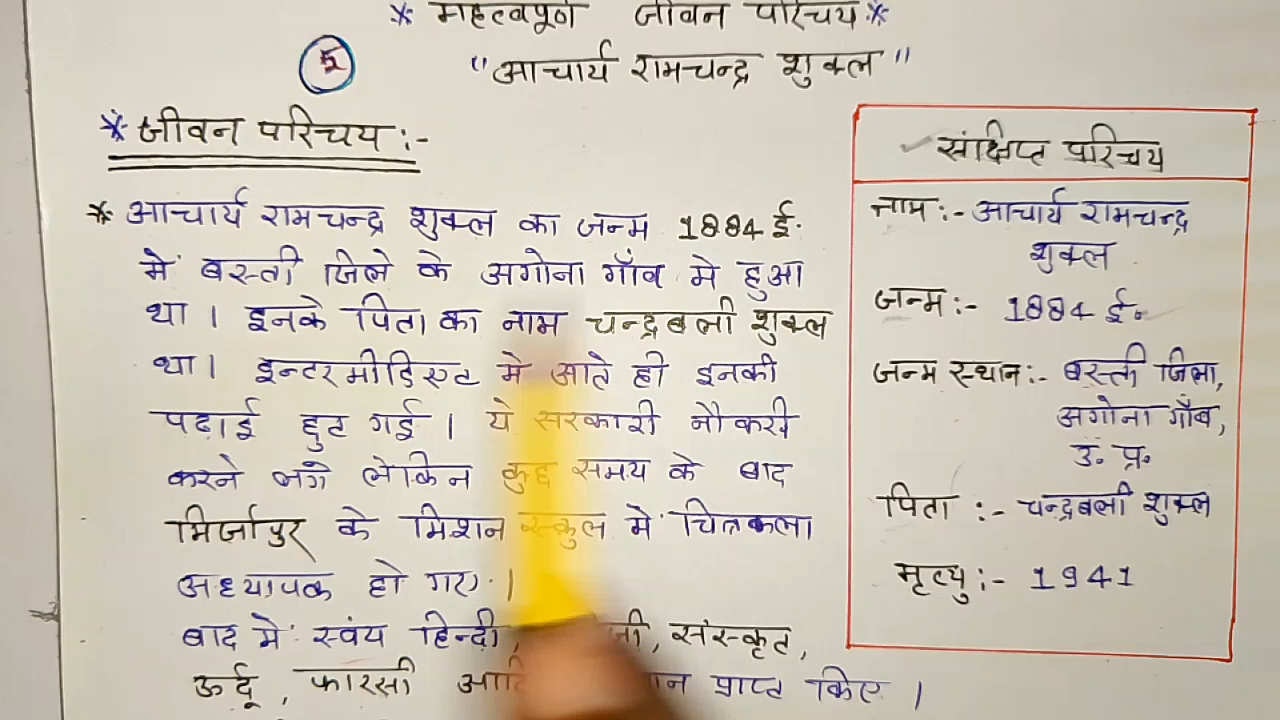 * महत्वपूर्ण जीवन परिचय *
5
"आचार्य रामचन्द्र शुक्ल"
* जीवन परिचय :-
* आचार्य रामचन्द्र शुक्ल का जन्म 1884 ई.
में बस्ती जिले के अगोना गाँव मे हुआ
था । इनके पिता का नाम चन्द्रबली शुक्ल
था। इन्टरमीडिएट मे आते ही इनकी
पढाई छुट गई । ये सरकारी नौकरी
करने लगे लेकिन कुछ समय के बाद
मिर्जापुर के मिशन स्कुल में चित्रकला
अध्यापक हो गए ।
बाद में स्वंय हिन्दी, संस्कृत,
ऊर्दू , फारसी प्राप्त किए ।
संक्षिप्त परिचय
नाम :- आचार्य रामचन्द्र
शुक्ल
जन्म :- 1884 ई.
जन्म स्थान :- बस्ती जिला,
अगोना गाँव,
उ. प्र.
पिता :- चन्द्रबली शुक्ल
मृत्यु :- 1941